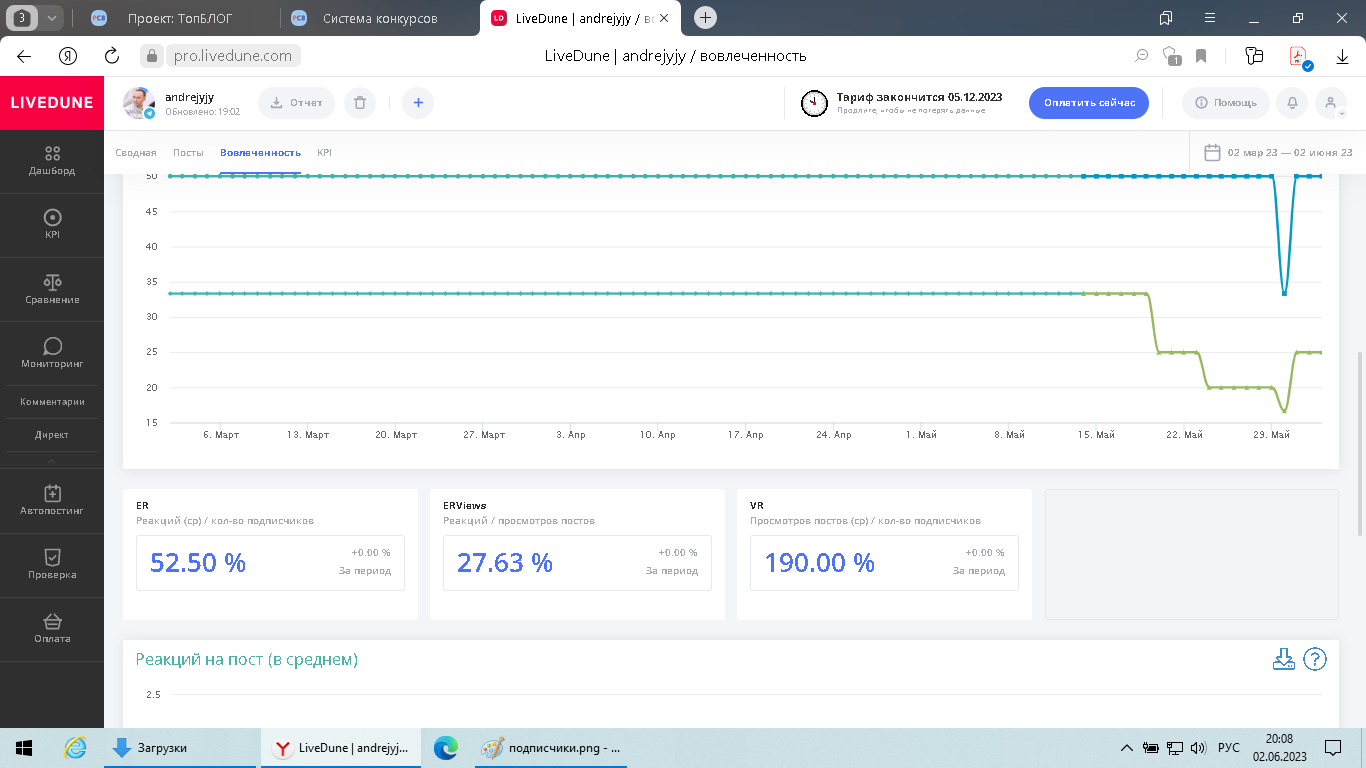 3
Проект: ТопБЛОГ
Система конкурсов
LiveDune | andrejyjy / во
pro.livedune.com
LiveDune | andrejyjy / вовлеченность
1
LIVEDUNE
andrejyjy
Обновлено: 19:02
Отчет
Тариф закончится 05.12.2023
Продлите, чтобы не потерять данные
Оплатить сейчас
Помощь
Сводная
Посты
Вовлеченность
KPI
02 мар 23 — 02 июня 23
Дашборд
KPI
Сравнение
Мониторинг
Комментарии
Директ
Автопостинг
Проверка
Оплата
50
45
40
35
30
25
20
15
6. Март 13. Март 20. Март 27. Март 3. Апр 10. Апр 17. Апр 24. Апр 1. Май 8. Май 15. Май 22. Май 29. Май
ER
Реакций (ср) / кол-во подписчиков
52.50 %
+0.00 %
За период
ERViews
Реакций / просмотров постов
27.63 %
+0.00 %
За период
VR
Просмотров постов (ср) / кол-во подписчиков
190.00 %
+0.00 %
За период
Реакций на пост (в среднем)
2.5
Загрузки
LiveDune | andrejyj...
подписчики.png - ...
РУС
20:08
02.06.2023